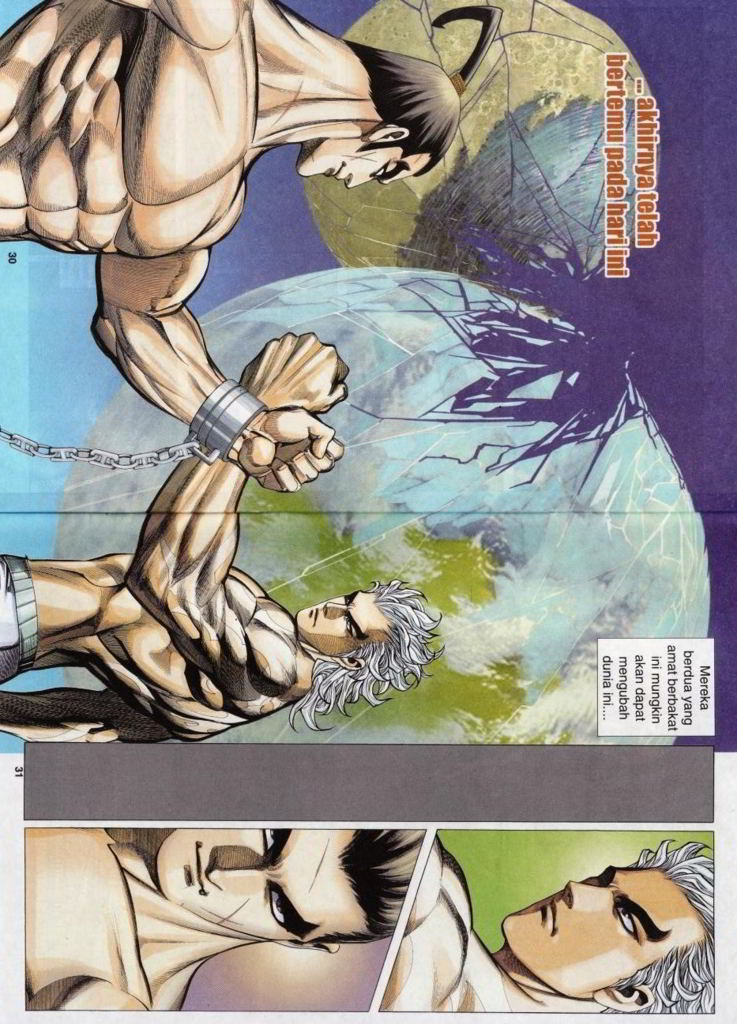 ... akhirnya telah
bertemu pada hari ini
Mereka
berdua yang
amat berbakat
ini mungkin
akan dapat
mengubah
dunia ini....
30
31